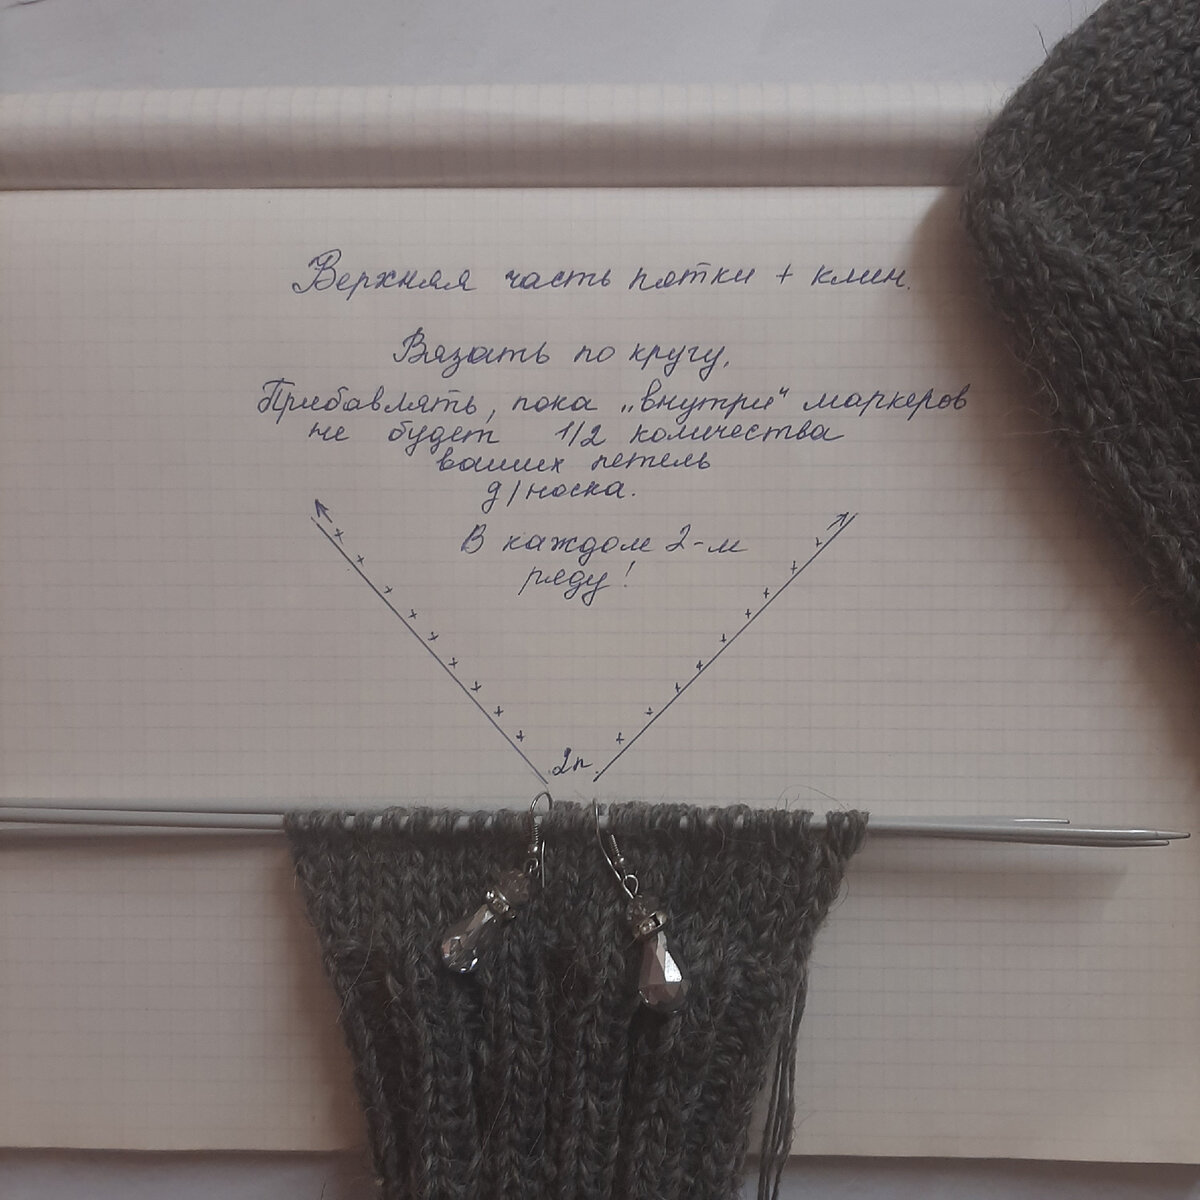 Верхняя часть пятки + клин.
Вязать по кругу,
Прибавлять, пока „внутри" маркеров
не будет 1/2 количества
ваших петель
д/носка.
В каждом 2-м
ряду!
2п.